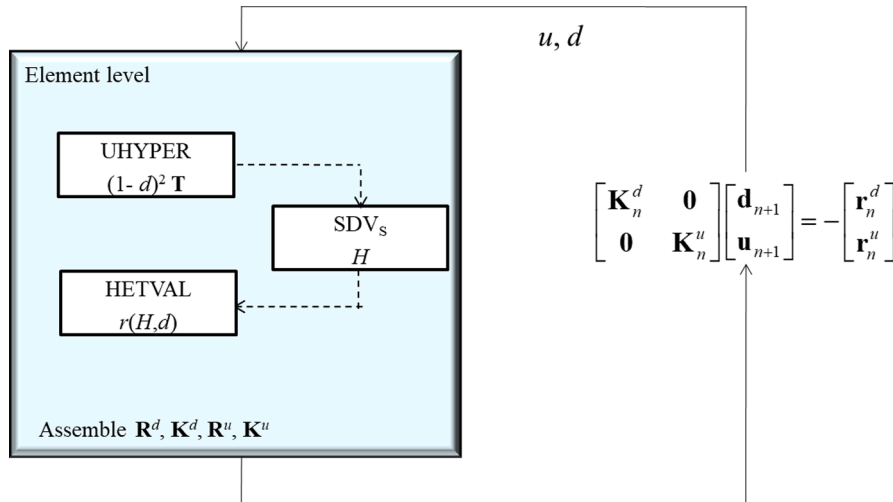 u, d
Element level
UHYPER
(1- d)² T
SDVₛ
H
HETVAL
r(H,d)
Assemble Rᵈ, Kᵈ, Rᵘ, Kᵘ
[Kₙᵈ 0; 0 Kₙᵘ] [dₙ₊₁; uₙ₊₁] = −[rₙᵈ; rₙᵘ]